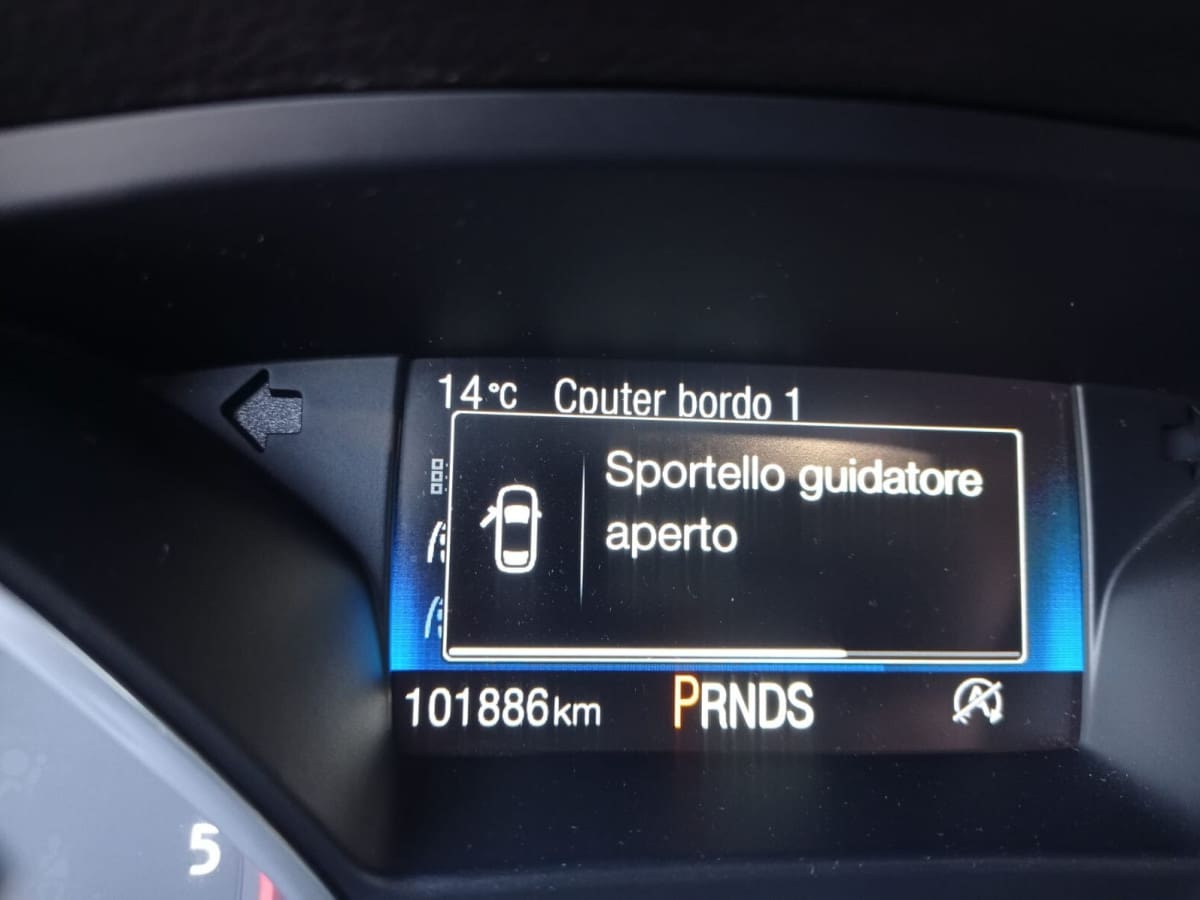 14°C Cputer bordo 1
Sportello guidatore
aperto
101886km PRNDS
5